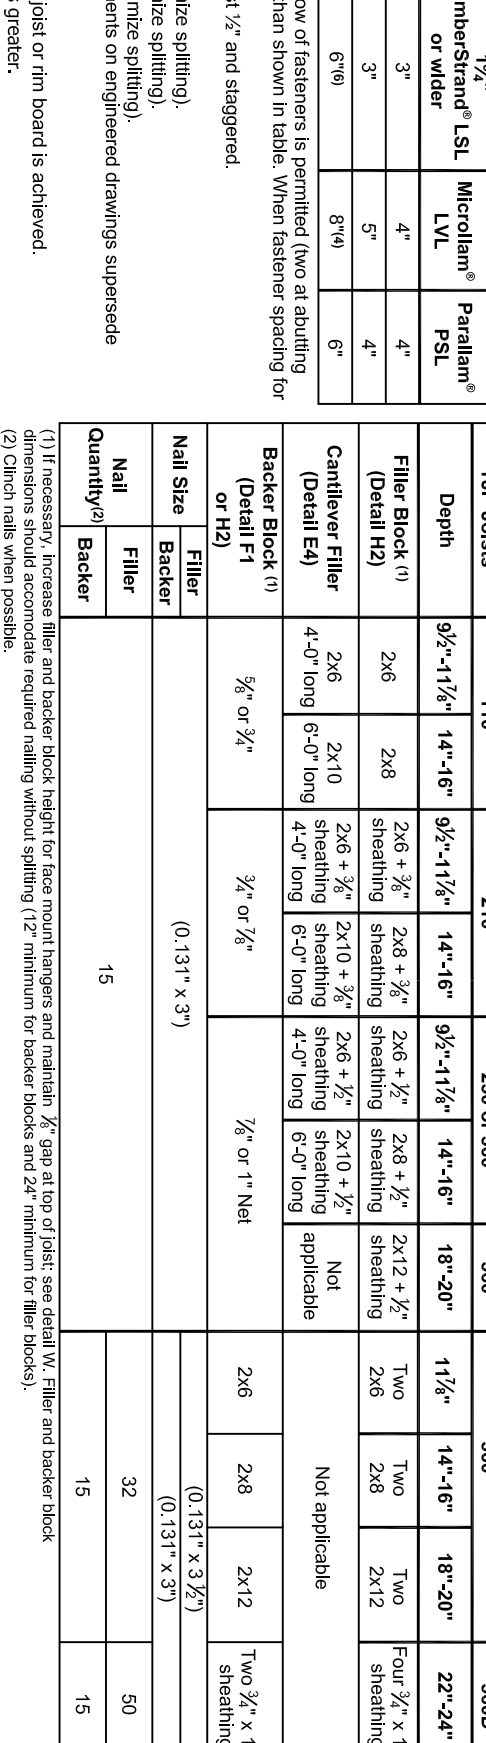 LSL Microllam® Parallam®
or wider LVL PSL
3" 4" 4"
3" 5" 4"
6"(6) 8"(4) 6"
of fasteners is permitted (two at abutting
than shown in table. When fastener spacing for
½" and staggered.
splitting).
splitting).
splitting).
on engineered drawings supersede
joist or rim board is achieved.
greater.
Depth 9½"-11⅞" 14"-16" 9½"-11⅞" 14"-16" 9½"-11⅞" 14"-16" 18"-20" 11⅞" 14"-16" 18"-20" 22"-24"
Filler Block (1) 2x6 2x8 2x6 + ⅜" 2x8 + ⅜" 2x6 + ½" 2x8 + ½" 2x12 + ½" Two Two Two Four ¾" x
(Detail H2) sheathing sheathing sheathing sheathing sheathing 2x6 2x8 2x12
Cantilever Filler 2x6 2x10 2x6 + ⅜" 2x10 + ⅜" 2x6 + ½" 2x10 + ½" Not Not applicable
(Detail E4) 4'-0" long 6'-0" long sheathing sheathing sheathing sheathing applicable
4'-0" long 6'-0" long 4'-0" long 6'-0" long
Backer Block (1) ⅝" or ¾" ¾" or ⅞" ⅞" or 1" Net 2x6 2x8 2x12 Two ¾" x
(Detail F1
or H2)
Nail Size Filler (0.131" x 3") (0.131" x 3 ½")
Backer (0.131" x 3")
Nail Filler 15 32 50
Quantity(2) Backer 15 15
(1) If necessary, increase filler and backer block height for face mount hangers and maintain ⅛" gap at top of joist; see detail W. Filler and backer block
dimensions should accomodate required nailing without splitting (12" minimum for backer blocks and 24" minimum for filler blocks).
(2) Clinch nails when possible.